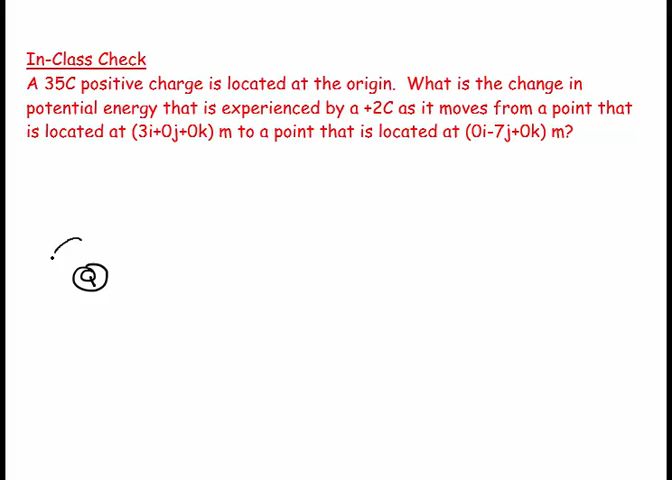 In-Class Check
A 35C positive charge is located at the origin. What is the change in
potential energy that is experienced by a +2C as it moves from a point that
is located at (3i+0j+0k) m to a point that is located at (0i-7j+0k) m?
Q